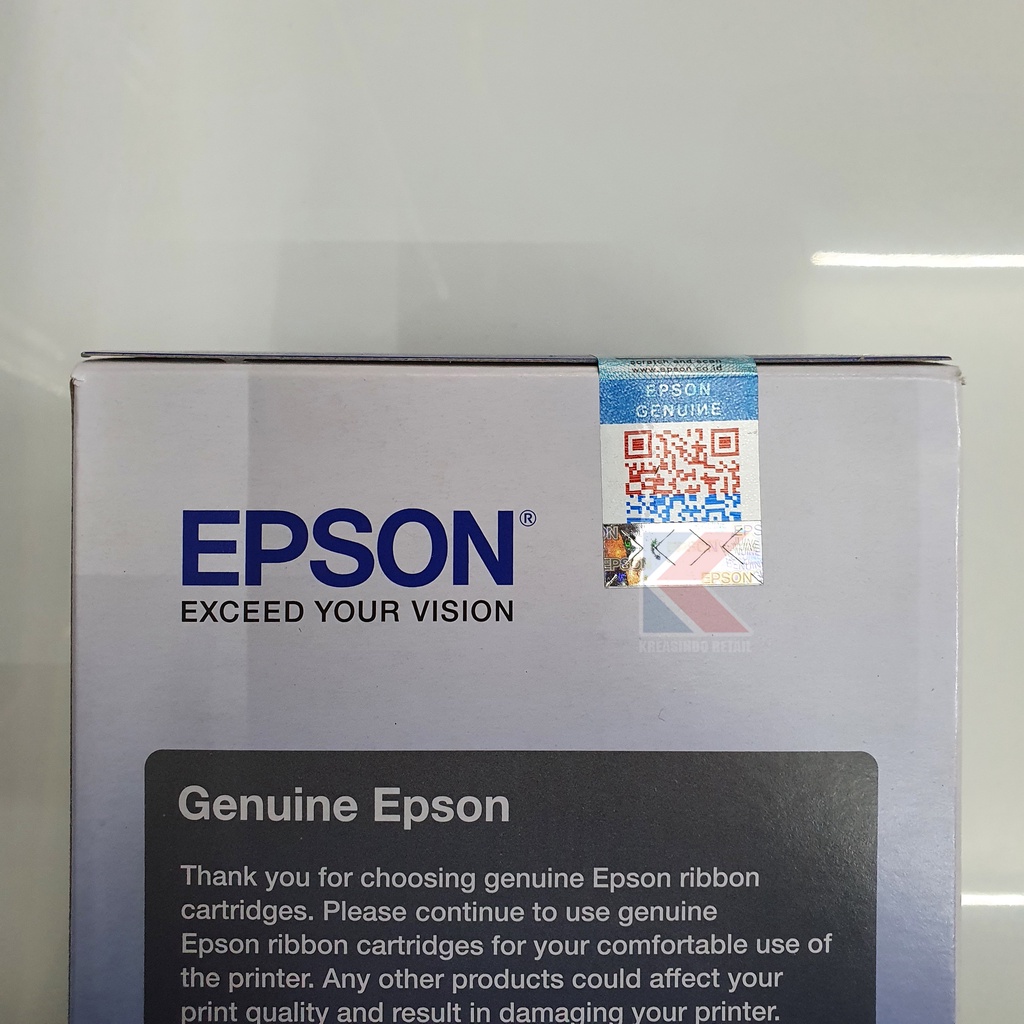 scratch and scan
www.epson.co.id
EPSON
GENUINE
EPSON®
EXCEED YOUR VISION
EPSON
KREASINDO RETAIL
Genuine Epson
Thank you for choosing genuine Epson ribbon
cartridges. Please continue to use genuine
Epson ribbon cartridges for your comfortable use of
the printer. Any other products could affect your
print quality and result in damaging your printer.